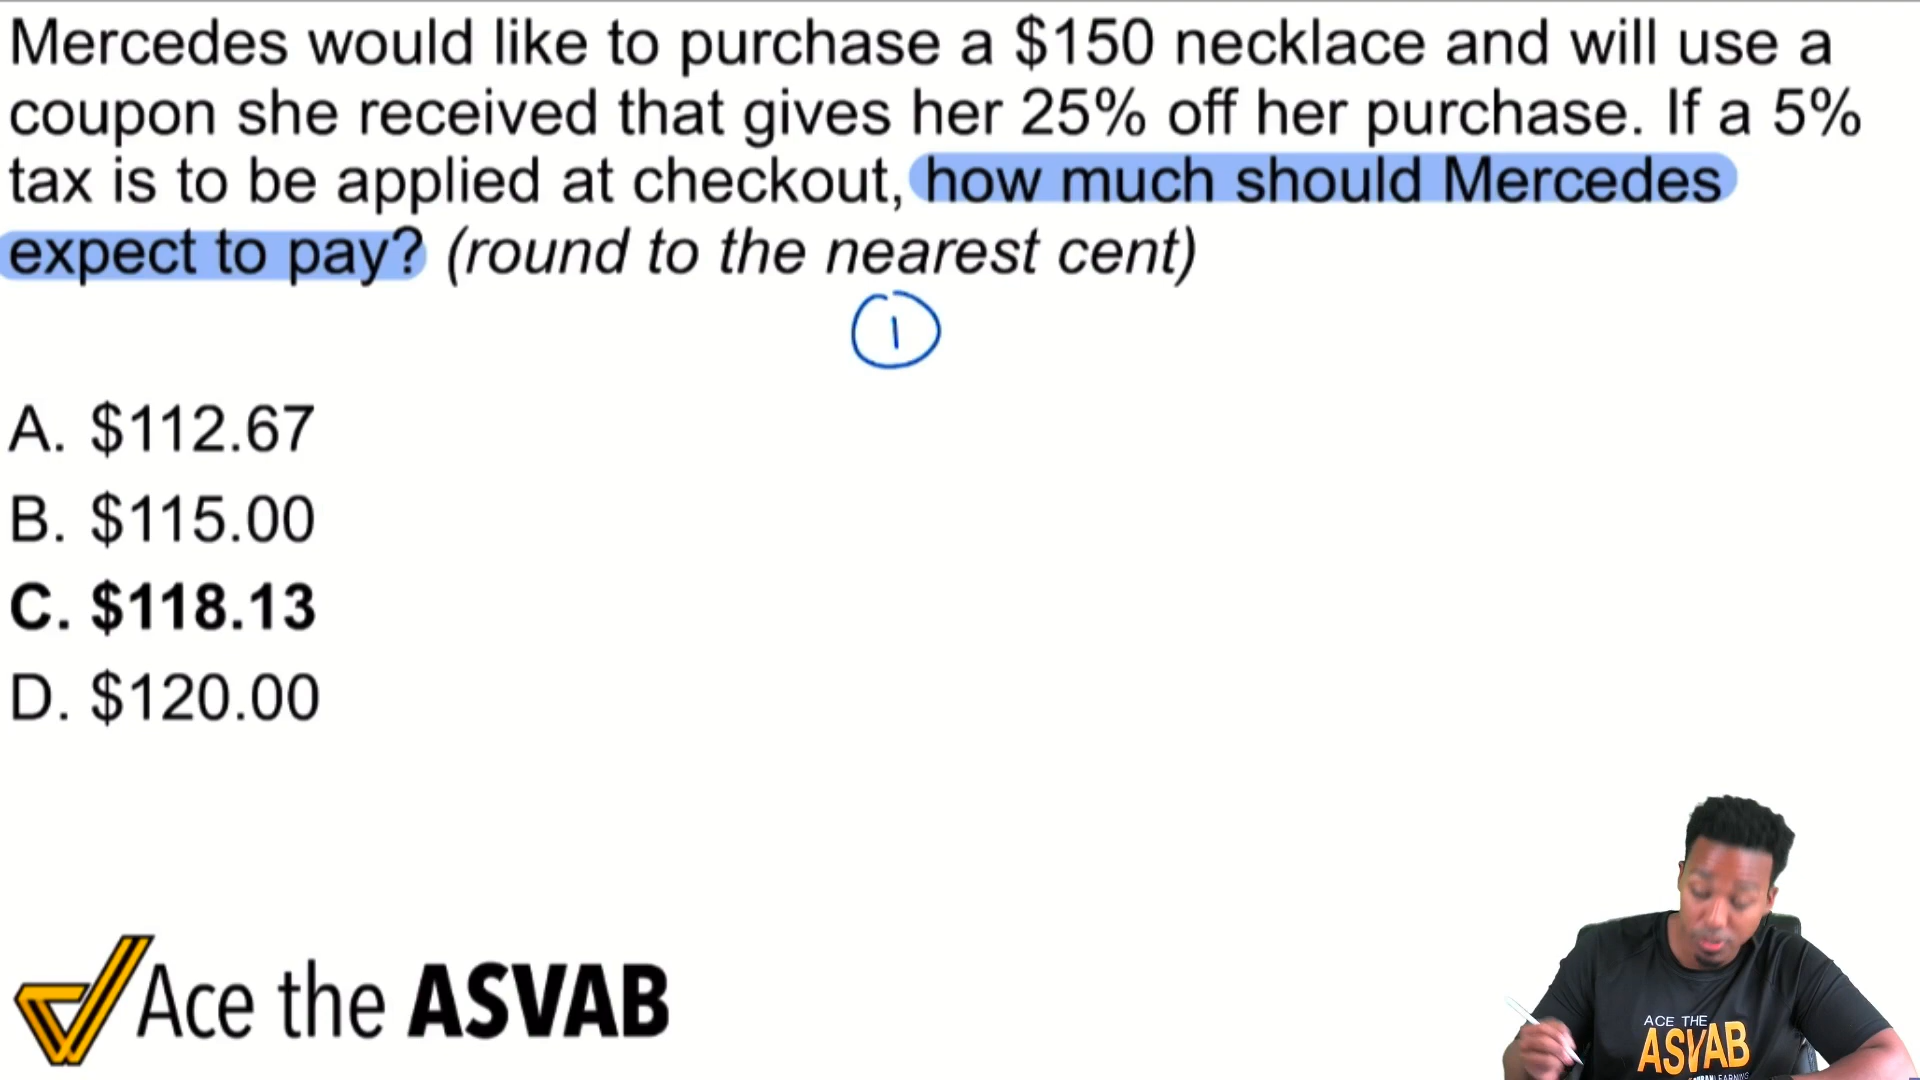 Mercedes would like to purchase a $150 necklace and will use a
coupon she received that gives her 25% off her purchase. If a 5%
tax is to be applied at checkout, how much should Mercedes
expect to pay? (round to the nearest cent)
1
A. $112.67
B. $115.00
C. $118.13
D. $120.00
Ace the ASVAB
ACE THE
ASVAB
LEARNING